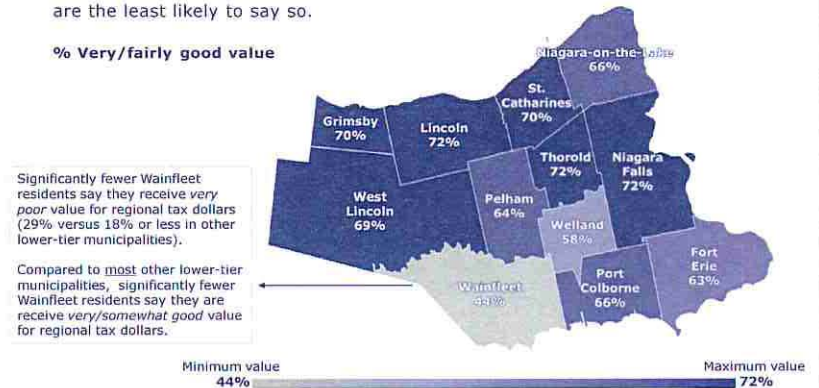 are the least likely to say so.
% Very/fairly good value
Niagara-on-the-Lake
66%
St.
Catharines
70%
Grimsby
70%
Lincoln
72%
Thorold
72%
Niagara
Falls
72%
West
Lincoln
69%
Pelham
64%
Welland
58%
Fort
Erie
63%
Port
Colborne
66%
Wainfleet
44%
Significantly fewer Wainfleet
residents say they receive very
poor value for regional tax dollars
(29% versus 18% or less in other
lower-tier municipalities).
Compared to most other lower-tier
municipalities, significantly fewer
Wainfleet residents say they are
receive very/somewhat good value
for regional tax dollars.
Minimum value
44%
Maximum value
72%